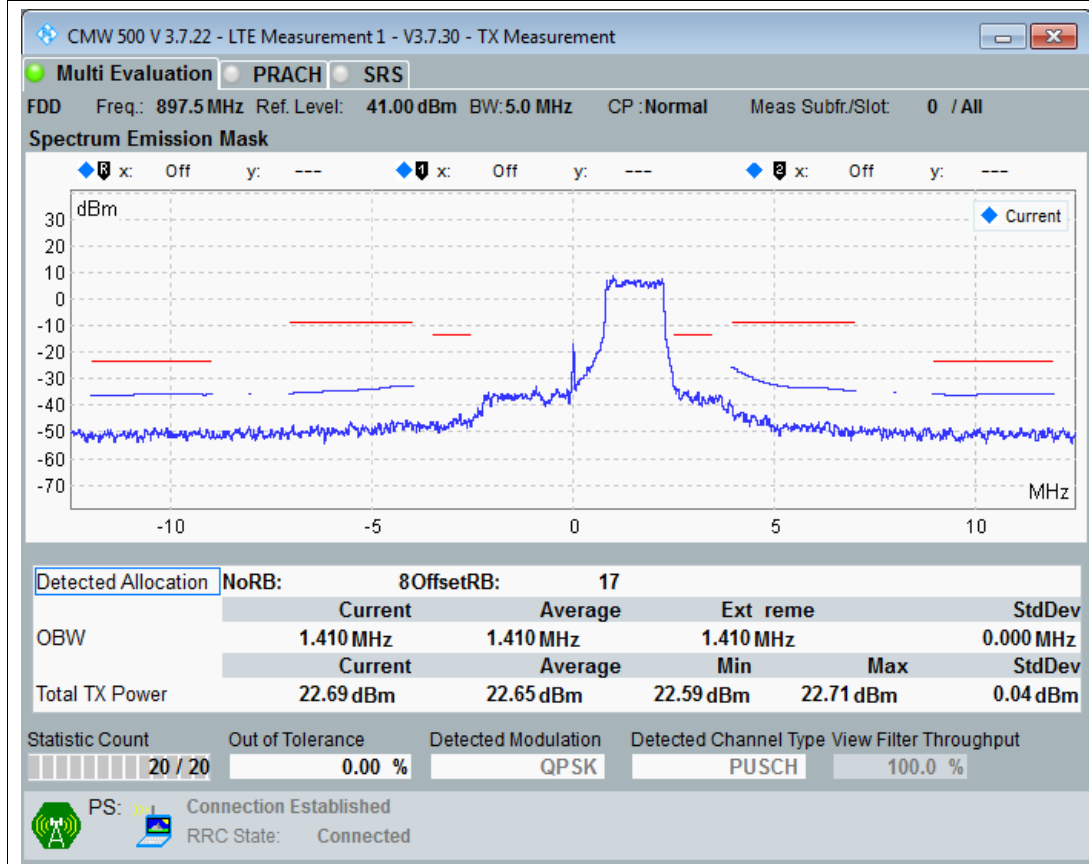 CMW 500 V 3.7.22 - LTE Measurement 1 - V3.7.30 - TX Measurement
Multi Evaluation PRACH SRS
FDD Freq.: 897.5 MHz Ref. Level: 41.00 dBm BW: 5.0 MHz CP : Normal Meas Subfr./Slot: 0 / All
Spectrum Emission Mask
R x: Off y: --- 1 x: Off y: --- 2 x: Off y: ---
dBm
Current
30
20
10
0
-10
-20
-30
-40
-50
-60
-70
MHz
-10 -5 0 5 10
Detected Allocation NoRB: 8 OffsetRB: 17
Current Average Ext reme StdDev
OBW 1.410 MHz 1.410 MHz 1.410 MHz 0.000 MHz
Current Average Min Max StdDev
Total TX Power 22.69 dBm 22.65 dBm 22.59 dBm 22.71 dBm 0.04 dBm
Statistic Count Out of Tolerance Detected Modulation Detected Channel Type View Filter Throughput
20 / 20 0.00 % QPSK PUSCH 100.0 %
PS: Connection Established
RRC State: Connected